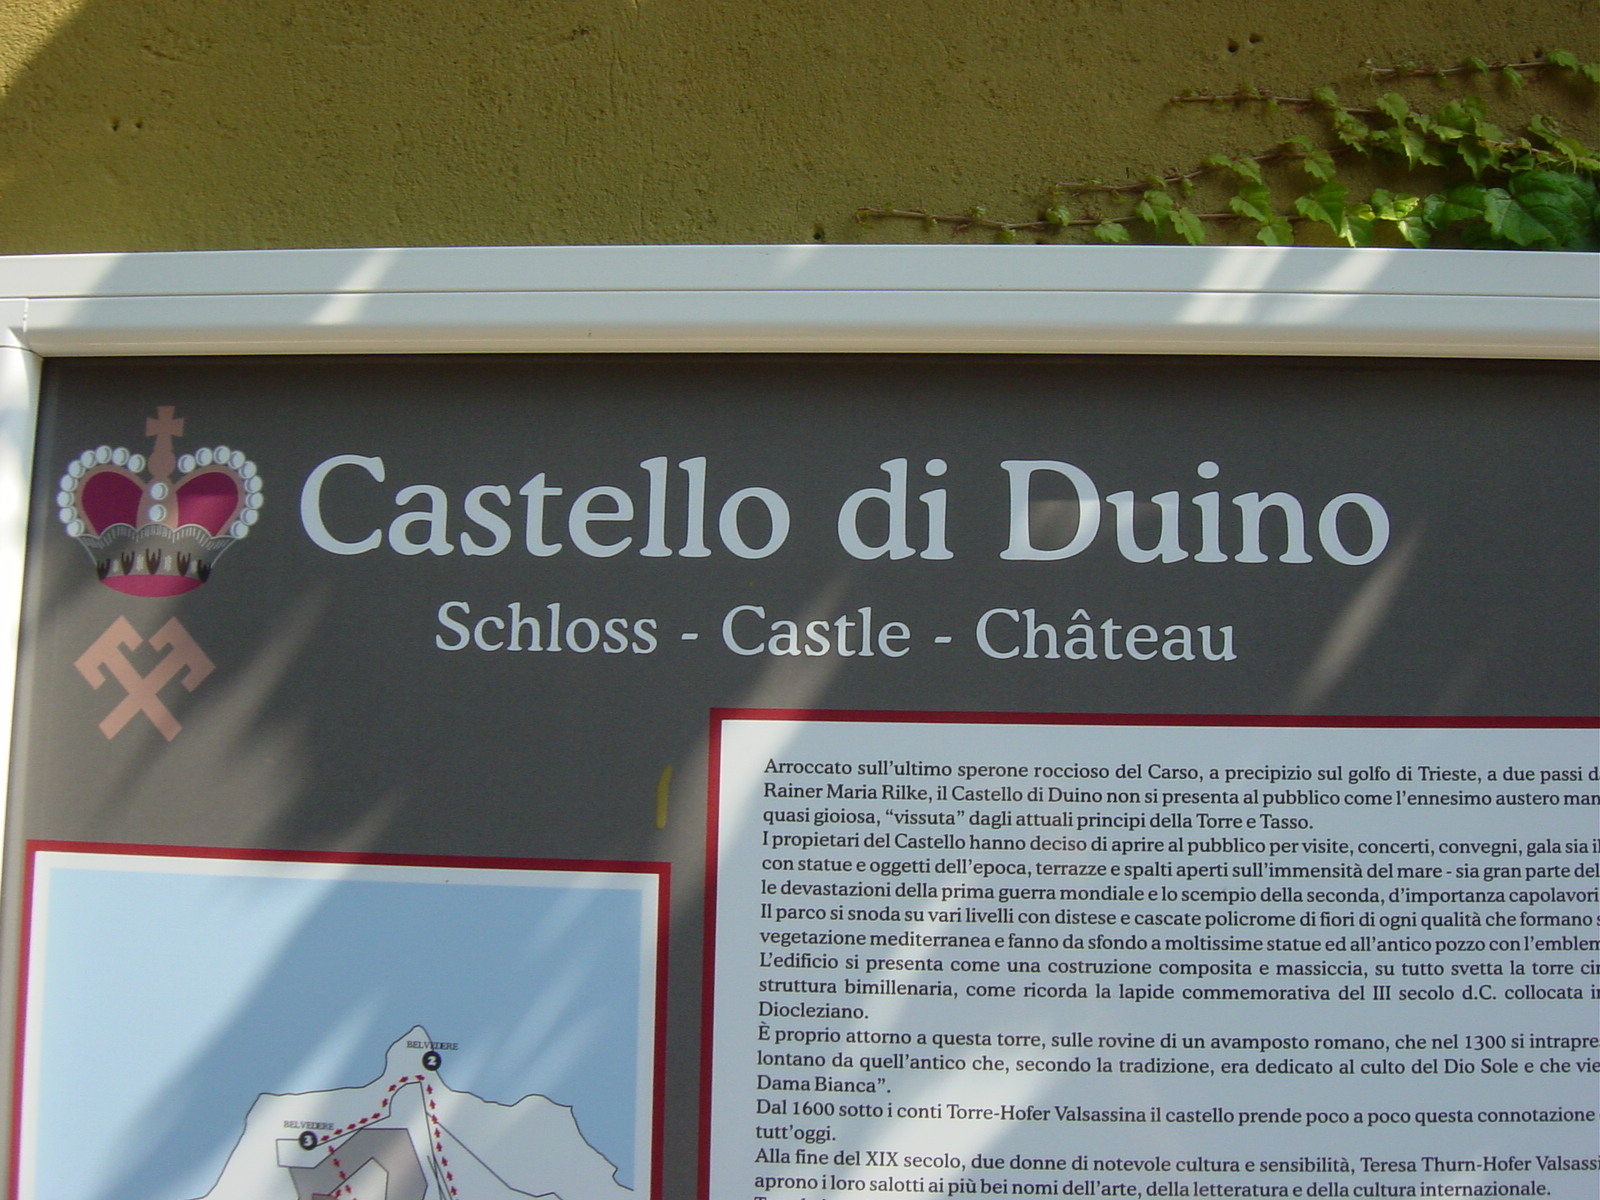 Castello di Duino
Schloss - Castle - Château
Arroccato sull'ultimo sperone roccioso del Carso, a precipizio sul golfo di Trieste, a due passi
Rainer Maria Rilke, il Castello di Duino non si presenta al pubblico come l'ennesimo austero
quasi gioiosa, "vissuta" dagli attuali principi della Torre e Tasso.
I propietari del Castello hanno deciso di aprire al pubblico per visite, concerti, convegni, gala sia
con statue e oggetti dell'epoca, terrazze e spalti aperti sull'immensità del mare - sia gran parte
le devastazioni della prima guerra mondiale e lo scempio della seconda, d'importanza capolavori
Il parco si snoda su vari livelli con distese e cascate policrome di fiori di ogni qualità che formano
vegetazione mediterranea e fanno da sfondo a moltissime statue ed all'antico pozzo con
L'edificio si presenta come una costruzione composita e massiccia, su tutto svetta la torre
struttura bimillenaria, come ricorda la lapide commemorativa del III secolo d.C. collocata
Diocleziano.
È proprio attorno a questa torre, sulle rovine di un avamposto romano, che nel 1300 si
lontano da quell'antico che, secondo la tradizione, era dedicato al culto del Dio Sole e che
Dama Bianca".
Dal 1600 sotto i conti Torre-Hofer Valsassina il castello prende poco a poco questa connotazione
tutt'oggi.
Alla fine del XIX secolo, due donne di notevole cultura e sensibilità, Teresa Thurn-Hofer
aprono i loro salotti ai più bei nomi dell'arte, della letteratura e della cultura internazionale.
BELVEDERE
2
BELVEDERE
3